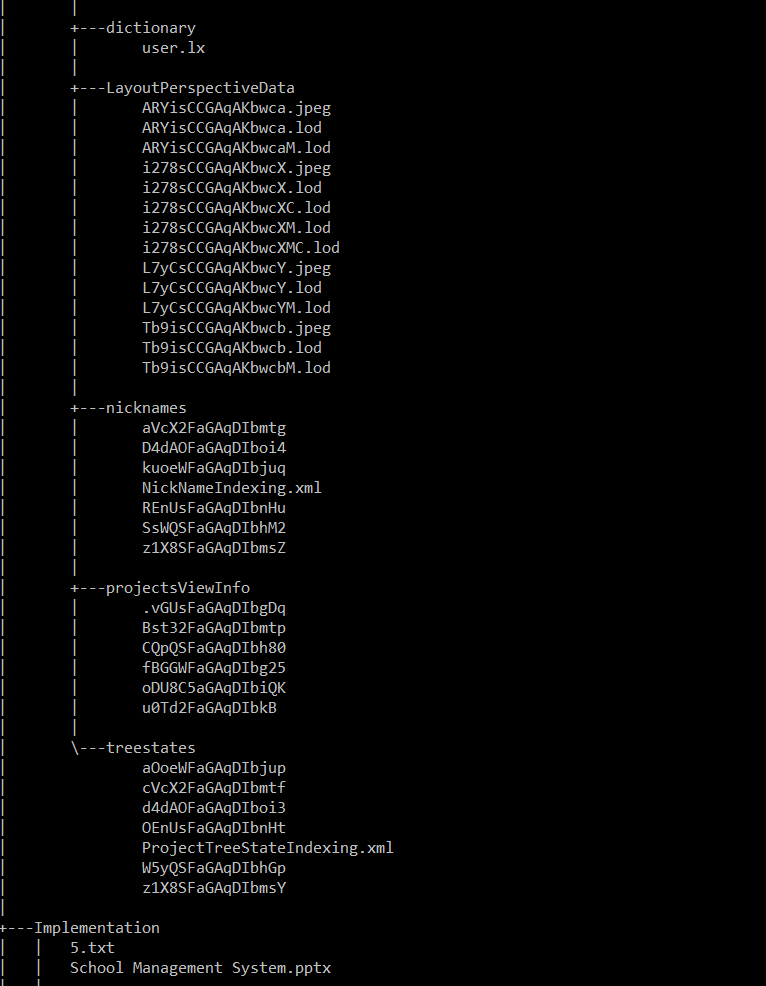 |       |
|       +---dictionary
|       |       user.lx
|       |
|       +---LayoutPerspectiveData
|       |       ARYisCCGAqAKbwca.jpeg
|       |       ARYisCCGAqAKbwca.lod
|       |       ARYisCCGAqAKbwcaM.lod
|       |       i278sCCGAqAKbwcX.jpeg
|       |       i278sCCGAqAKbwcX.lod
|       |       i278sCCGAqAKbwcXC.lod
|       |       i278sCCGAqAKbwcXM.lod
|       |       i278sCCGAqAKbwcXMC.lod
|       |       L7yCsCCGAqAKbwcY.jpeg
|       |       L7yCsCCGAqAKbwcY.lod
|       |       L7yCsCCGAqAKbwcYM.lod
|       |       Tb9isCCGAqAKbwcb.jpeg
|       |       Tb9isCCGAqAKbwcb.lod
|       |       Tb9isCCGAqAKbwcbM.lod
|       |
|       +---nicknames
|       |       aVcX2FaGAqDIbmtg
|       |       D4dAOFaGAqDIboi4
|       |       kuoeWFaGAqDIbjuq
|       |       NickNameIndexing.xml
|       |       REnUsFaGAqDIbnHu
|       |       SsWQSFaGAqDIbhM2
|       |       z1X8SFaGAqDIbmsZ
|       |
|       +---projectsViewInfo
|       |       .vGUsFaGAqDIbgDq
|       |       Bst32FaGAqDIbmtp
|       |       CQpQSFaGAqDIbh80
|       |       fBGGWFaGAqDIbg25
|       |       oDU8C5aGAqDIbiQK
|       |       u0Td2FaGAqDIbkB
|       |
|       \---treestates
|               aOoeWFaGAqDIbjup
|               cVcX2FaGAqDIbmtf
|               d4dAOFaGAqDIboi3
|               OEnUsFaGAqDIbnHt
|               ProjectTreeStateIndexing.xml
|               W5yQSFaGAqDIbhGp
|               z1X8SFaGAqDIbmsY
|
+---Implementation
|   |   5.txt
|   |   School Management System.pptx
|   |